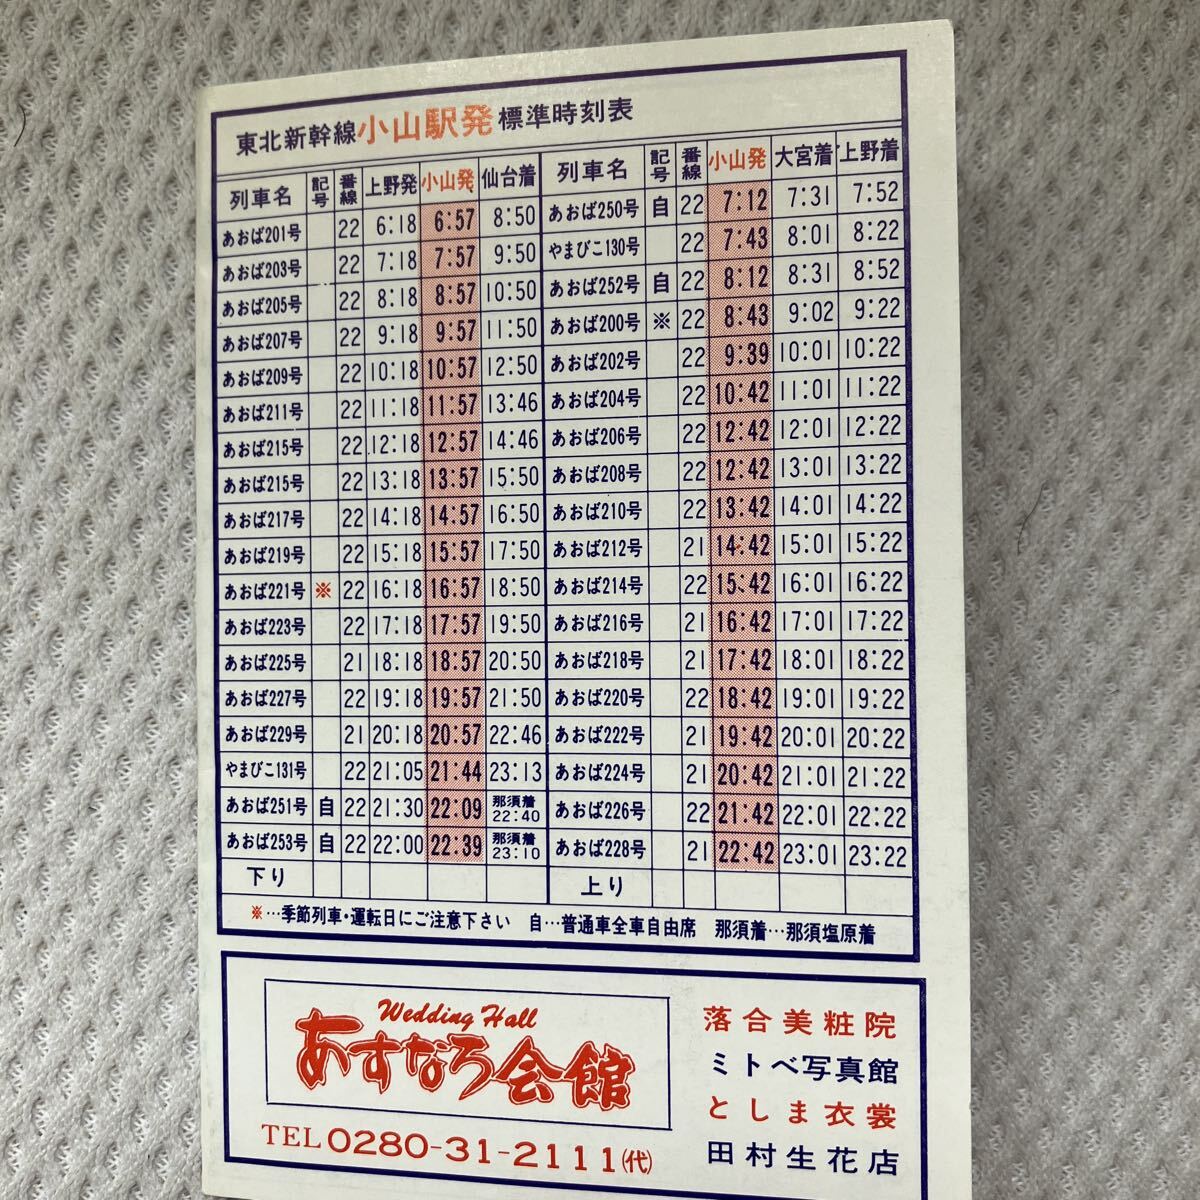 東北新幹線小山駅発標準時刻表
列車名 記号 番線 上野発 小山発 仙台着 列車名 記号 番線 小山発 大宮着 上野着
あおば201号 22 6:18 6:57 8:50 あおば250号 自 22 7:12 7:31 7:52
あおば203号 22 7:18 7:57 9:50 やまびこ130号 22 7:43 8:01 8:22
あおば205号 22 8:18 8:57 10:50 あおば252号 自 22 8:12 8:31 8:52
あおば207号 22 9:18 9:57 11:50 あおば200号 ※ 22 8:43 9:02 9:22
あおば209号 22 10:18 10:57 12:50 あおば202号 22 9:39 10:01 10:22
あおば211号 22 11:18 11:57 13:46 あおば204号 22 10:42 11:01 11:22
あおば215号 22 12:18 12:57 14:46 あおば206号 22 12:42 12:01 12:22
あおば215号 22 13:18 13:57 15:50 あおば208号 22 12:42 13:01 13:22
あおば217号 22 14:18 14:57 16:50 あおば210号 22 13:42 14:01 14:22
あおば219号 22 15:18 15:57 17:50 あおば212号 21 14:42 15:01 15:22
あおば221号 ※ 22 16:18 16:57 18:50 あおば214号 22 15:42 16:01 16:22
あおば223号 22 17:18 17:57 19:50 あおば216号 21 16:42 17:01 17:22
あおば225号 21 18:18 18:57 20:50 あおば218号 21 17:42 18:01 18:22
あおば227号 22 19:18 19:57 21:50 あおば220号 22 18:42 19:01 19:22
あおば229号 21 20:18 20:57 22:46 あおば222号 21 19:42 20:01 20:22
やまびこ131号 22 21:05 21:44 23:13 あおば224号 21 20:42 21:01 21:22
あおば251号 自 22 21:30 22:09 那須着 22:40 あおば226号 22 21:42 22:01 22:22
あおば253号 自 22 22:00 22:39 那須着 23:10 あおば228号 21 22:42 23:01 23:22
下り 上り
※…季節列車・運転日にご注意下さい 自…普通車全車自由席 那須着…那須塩原着
Wedding Hall
あすなろ会館
TEL 0280-31-2111(代)
落合美粧院
ミトベ写真館
としま衣裳
田村生花店